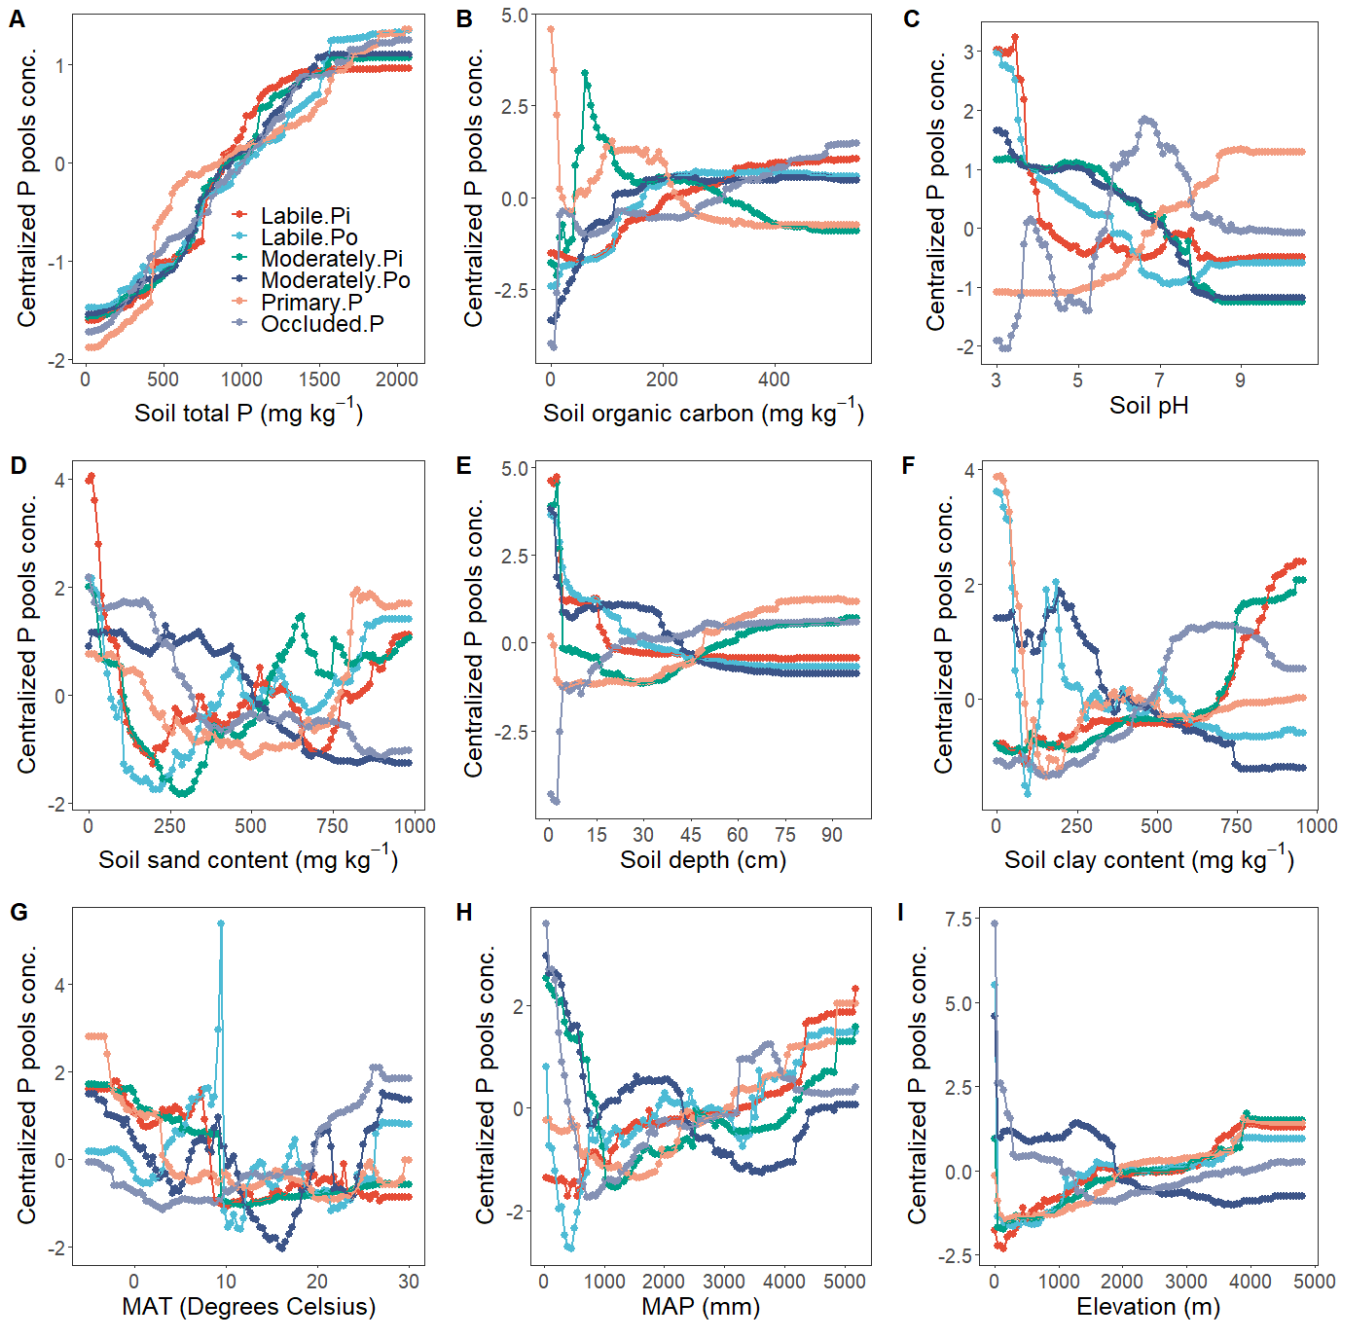 A
Centralized P pools conc.
1
0
-1
-2
Labile.Pi
Labile.Po
Moderately.Pi
Moderately.Po
Primary.P
Occluded.P
0 500 1000 1500 2000
Soil total P (mg kg⁻¹)
B
Centralized P pools conc.
5.0
2.5
0.0
-2.5
0 200 400
Soil organic carbon (mg kg⁻¹)
C
Centralized P pools conc.
3
2
1
0
-1
-2
3 5 7 9
Soil pH
D
Centralized P pools conc.
4
2
0
-2
0 250 500 750 1000
Soil sand content (mg kg⁻¹)
E
Centralized P pools conc.
5.0
2.5
0.0
-2.5
0 15 30 45 60 75 90
Soil depth (cm)
F
Centralized P pools conc.
4
2
0
0 250 500 750 1000
Soil clay content (mg kg⁻¹)
G
Centralized P pools conc.
4
2
0
-2
0 10 20 30
MAT (Degrees Celsius)
H
Centralized P pools conc.
2
0
-2
0 1000 2000 3000 4000 5000
MAP (mm)
I
Centralized P pools conc.
7.5
5.0
2.5
0.0
-2.5
0 1000 2000 3000 4000 5000
Elevation (m)